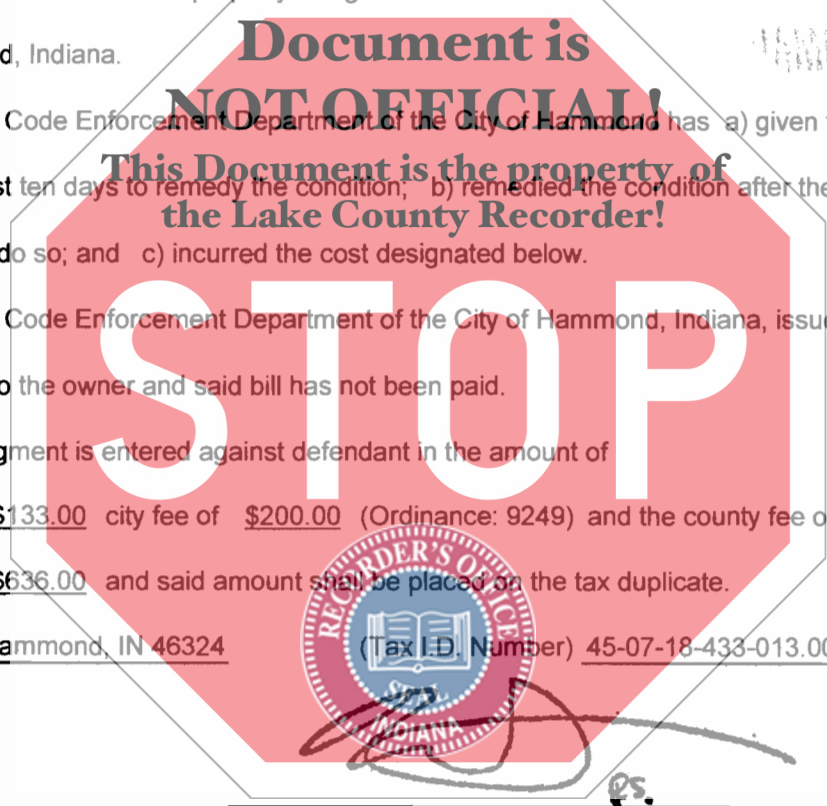 Document is
d, Indiana.
NOT OFFICIAL!
Code Enforcement Department of the City of Hammond has a) given
This Document is the property of
st ten days to remedy the condition; b) remedied the condition after the
the Lake County Recorder!
do so; and c) incurred the cost designated below.
STOP
Code Enforcement Department of the City of Hammond, Indiana, issue
o the owner and said bill has not been paid.
gment is entered against defendant in the amount of
$133.00 city fee of $200.00 (Ordinance: 9249) and the county fee o
$636.00 and said amount shall be placed on the tax duplicate.
ammond, IN 46324 (Tax I.D. Number) 45-07-18-433-013.00
RECORDER'S OFFICE
SEAL
INDIANA